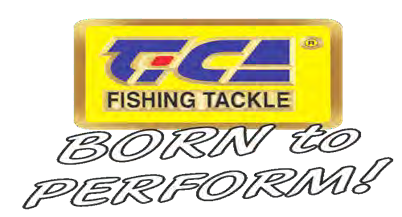 TiCA ®
FISHING TACKLE
BORN to
PERFORM!